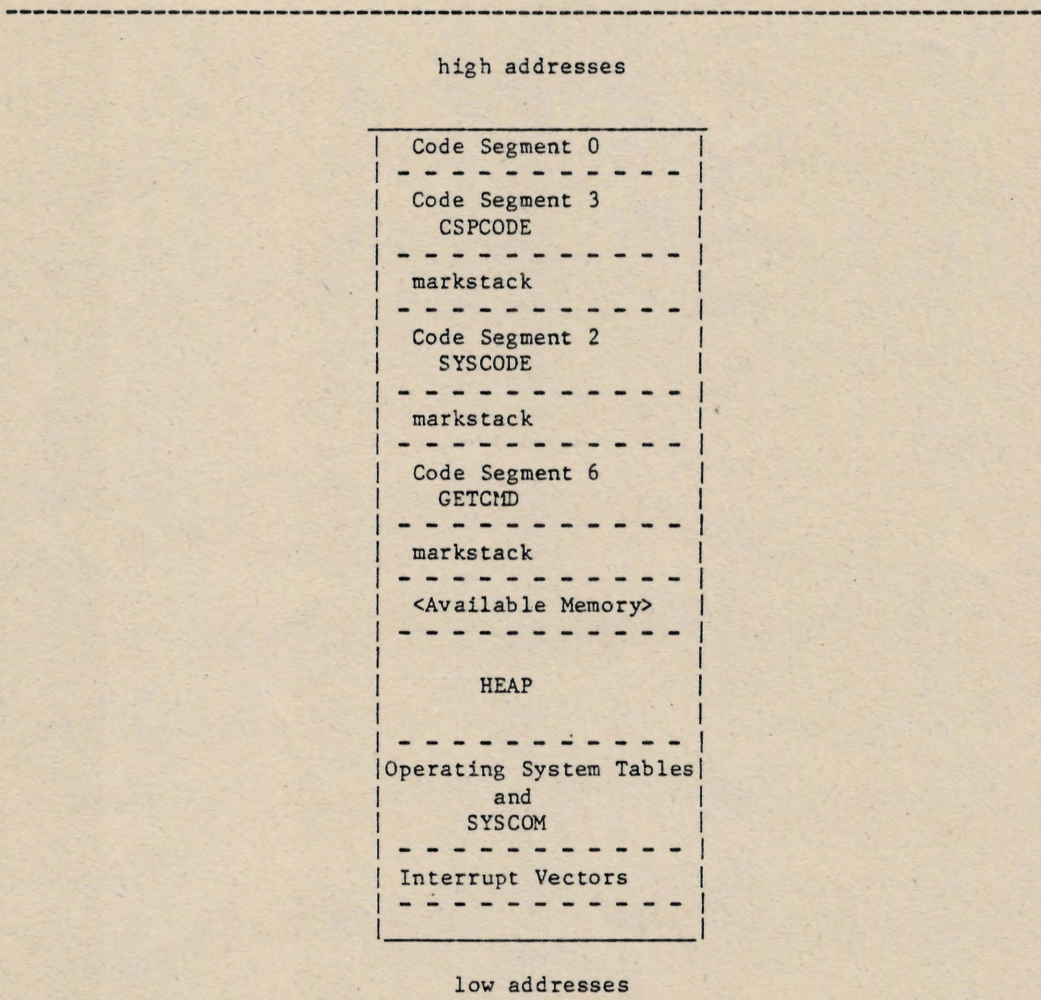 high addresses
Code Segment 0
Code Segment 3
CSPCODE
markstack
Code Segment 2
SYSCODE
markstack
Code Segment 6
GETCMD
markstack
<Available Memory>
HEAP
Operating System Tables
and
SYSCOM
Interrupt Vectors
low addresses